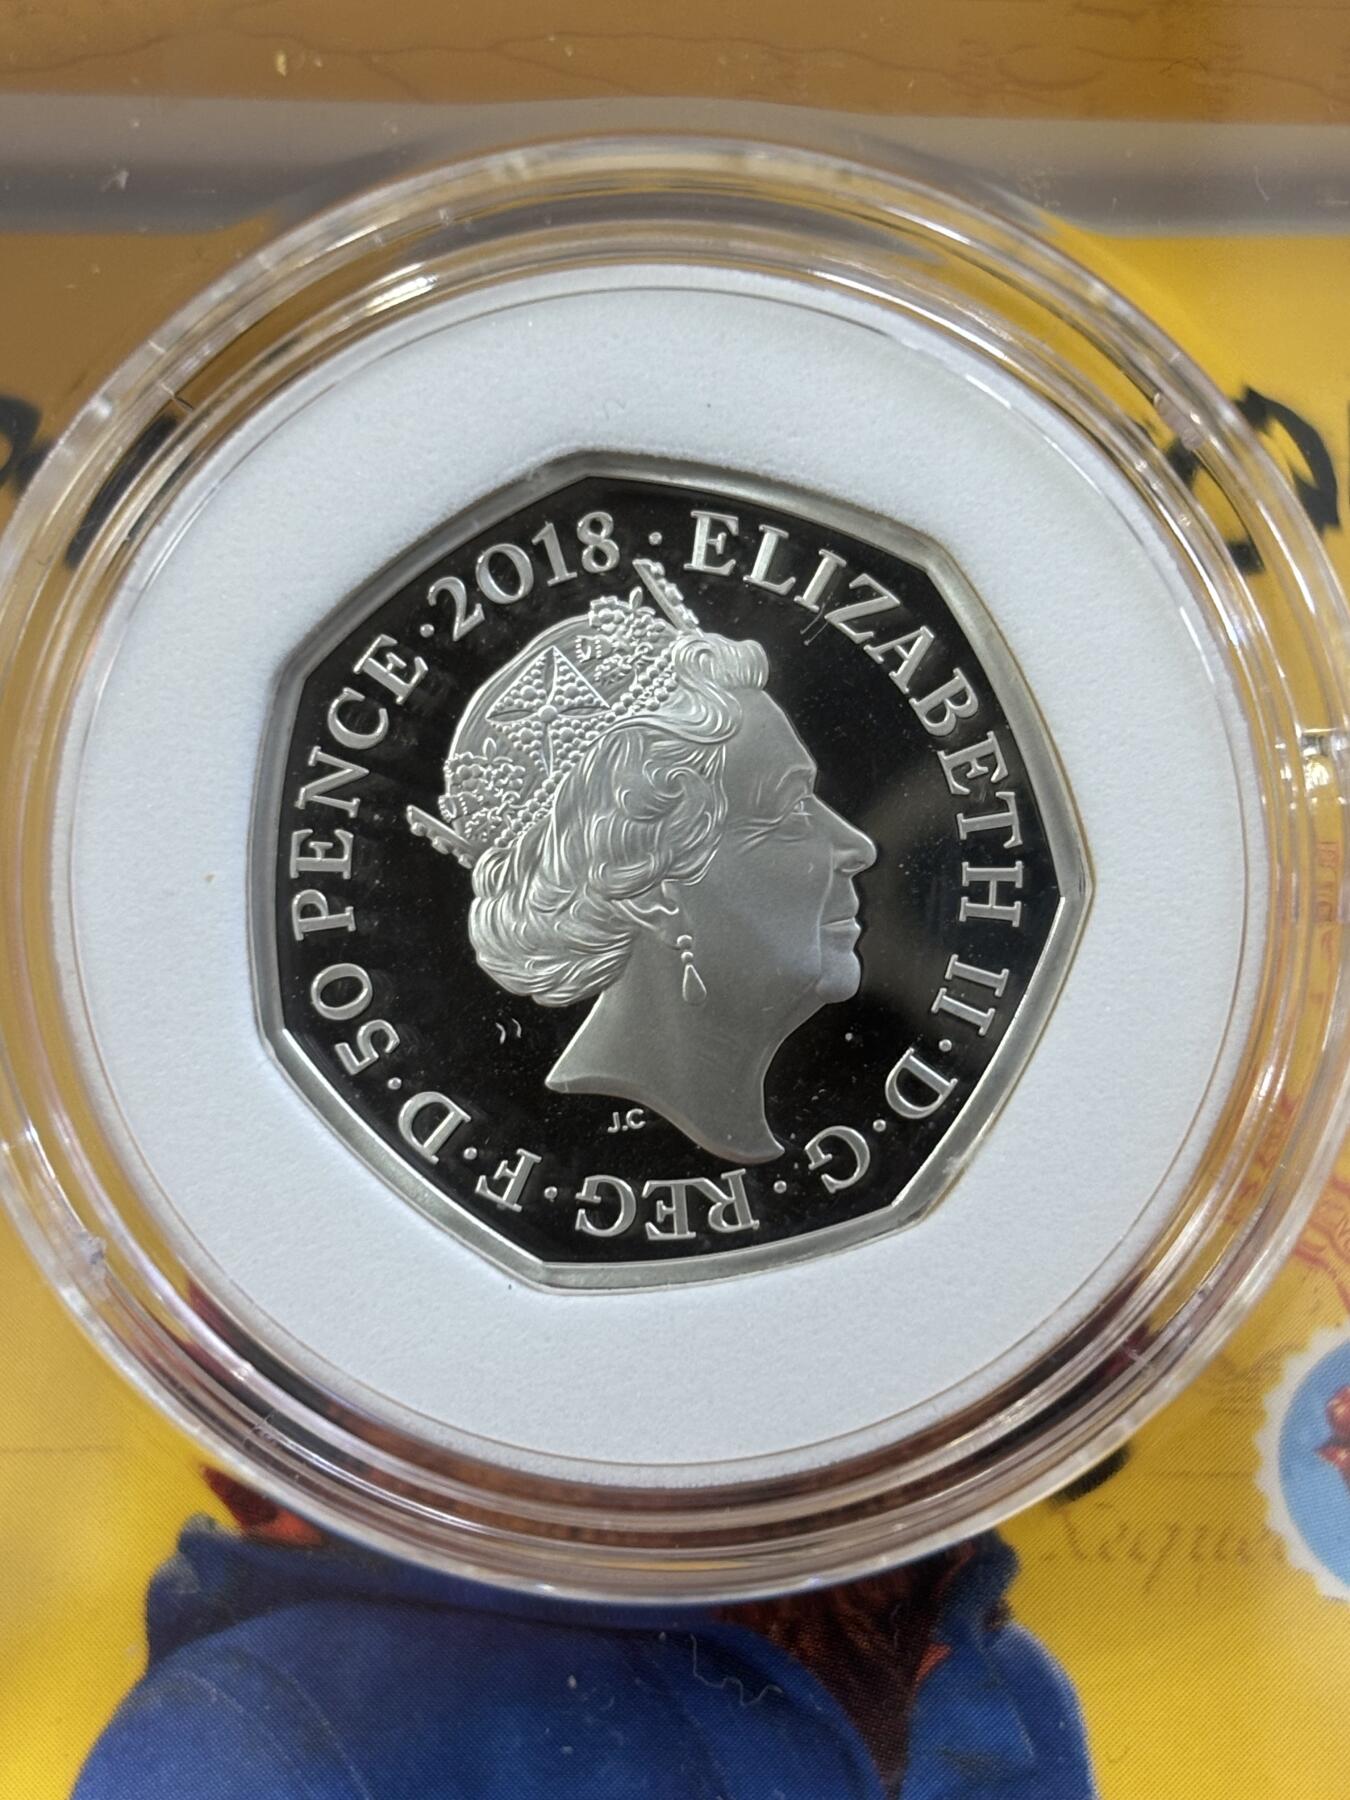 · ELIZABETH II · D · G · REG · F · D · 50 PENCE · 2018
J.C